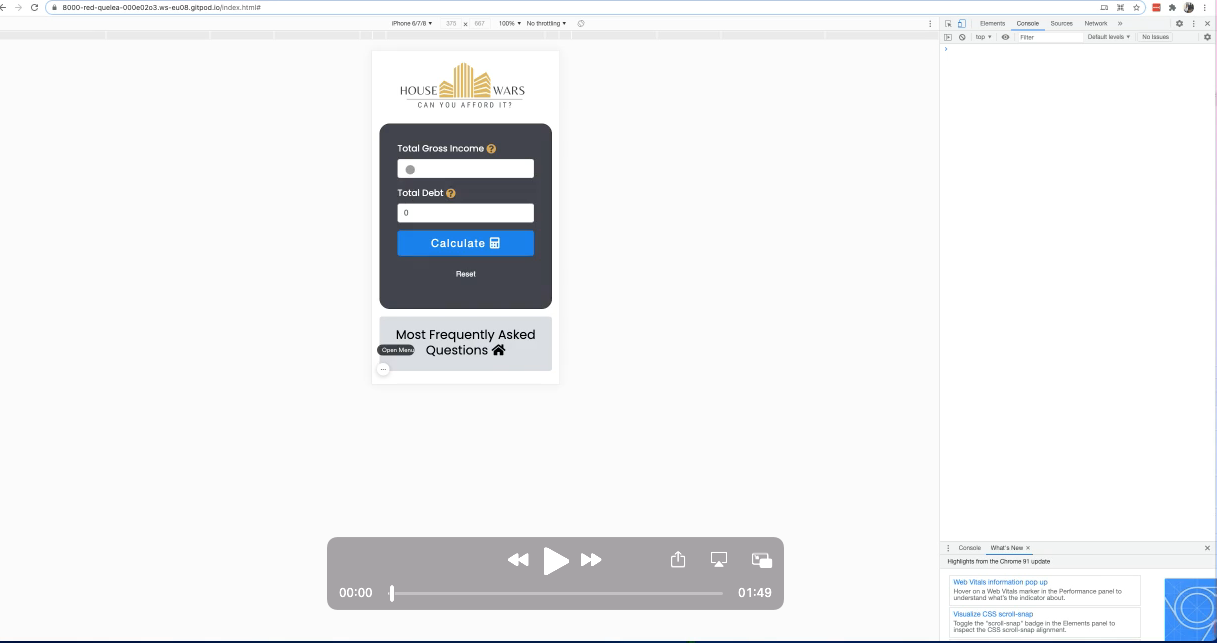 8000-red-quelea-000e02o3.ws-eu08.gitpod.io/index.html#
iPhone 6/7/8 ▾ 375 x 667 100% ▾ No throttling ▾
Elements Console Sources Network »
top ▾ Filter Default levels ▾ No Issues
HOUSE WARS
CAN YOU AFFORD IT?
Total Gross Income ?
Total Debt ?
0
Calculate
Reset
Most Frequently Asked
Questions
Open Menu
...
00:00 01:49
Console What's New ×
Highlights from the Chrome 91 update
Web Vitals information pop up
Hover on a Web Vitals marker in the Performance panel to
understand what's the indicator about.
Visualize CSS scroll-snap
Toggle the "scroll-snap" badge in the Elements panel to
inspect the CSS scroll-snap alignment.